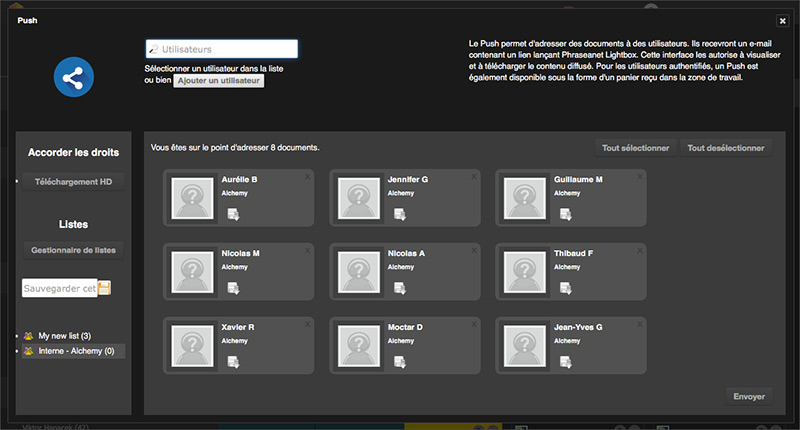 Push
Utilisateurs
Sélectionner un utilisateur dans la liste
ou bien Ajouter un utilisateur
Le Push permet d'adresser des documents à des utilisateurs. Ils recevront un e-mail
contenant un lien lançant Phraseanet Lightbox. Cette interface les autorise à visualiser
et à télécharger le contenu diffusé. Pour les utilisateurs authentifiés, un Push est
également disponible sous la forme d'un panier reçu dans la zone de travail.
Accorder les droits
Téléchargement HD
Listes
Gestionnaire de listes
Sauvegarder cet
My new list (3)
Interne - Alchemy (0)
Vous êtes sur le point d'adresser 8 documents.
Tout sélectionner
Tout desélectionner
Aurélie B
Alchemy
Jennifer G
Alchemy
Guillaume M
Alchemy
Nicolas M
Alchemy
Nicolas A
Alchemy
Thibaud F
Alchemy
Xavier R
Alchemy
Moctar D
Alchemy
Jean-Yves G
Alchemy
Envoyer
Viktor Hanacek (47)